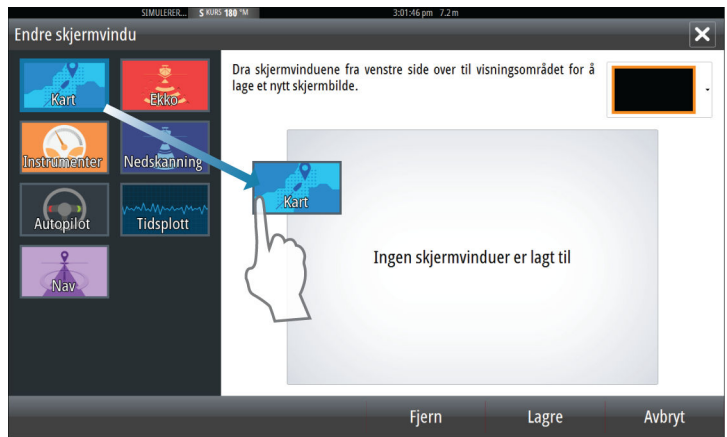 SIMULERER... S KURS 180 °M 3:01:46 pm 7.2 m
Endre skjermvindu
Dra skjermvinduene fra venstre side over til visningsområdet for å
lage et nytt skjermbilde.
Kart Ekko
Instrumenter Nedskanning
Autopilot Tidsplott
Nav
Kart
Ingen skjermvinduer er lagt til
Fjern Lagre Avbryt